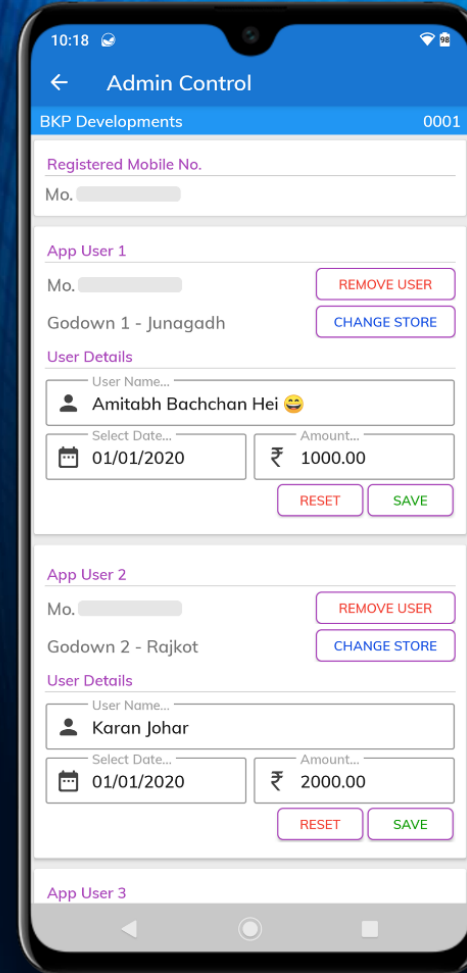 10:18 98
Admin Control
BKP Developments 0001
Registered Mobile No.
Mo.
App User 1
Mo. REMOVE USER
Godown 1 - Junagadh CHANGE STORE
User Details
User Name...
Amitabh Bachchan Hei 😄
Select Date... Amount...
01/01/2020 ₹ 1000.00
RESET SAVE
App User 2
Mo. REMOVE USER
Godown 2 - Rajkot CHANGE STORE
User Details
User Name...
Karan Johar
Select Date... Amount...
01/01/2020 ₹ 2000.00
RESET SAVE
App User 3